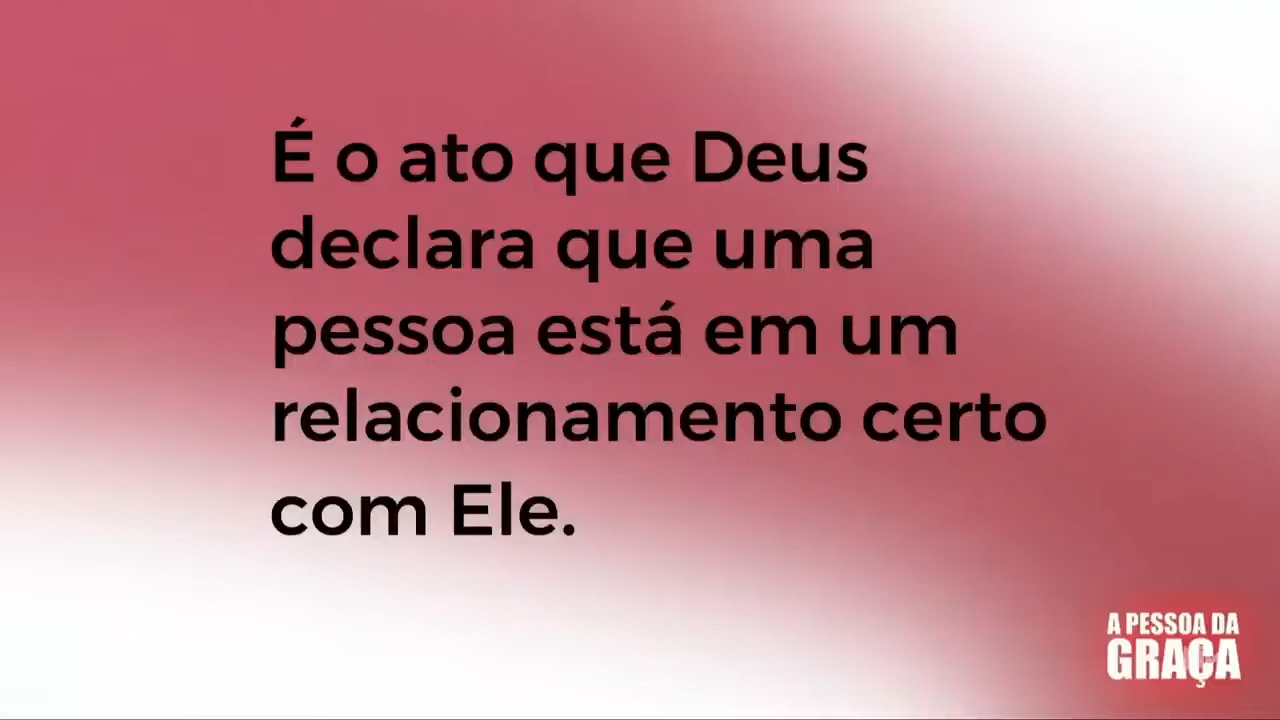 É o ato que Deus
declara que uma
pessoa está em um
relacionamento certo
com Ele.
A PESSOA DA
GRAÇA